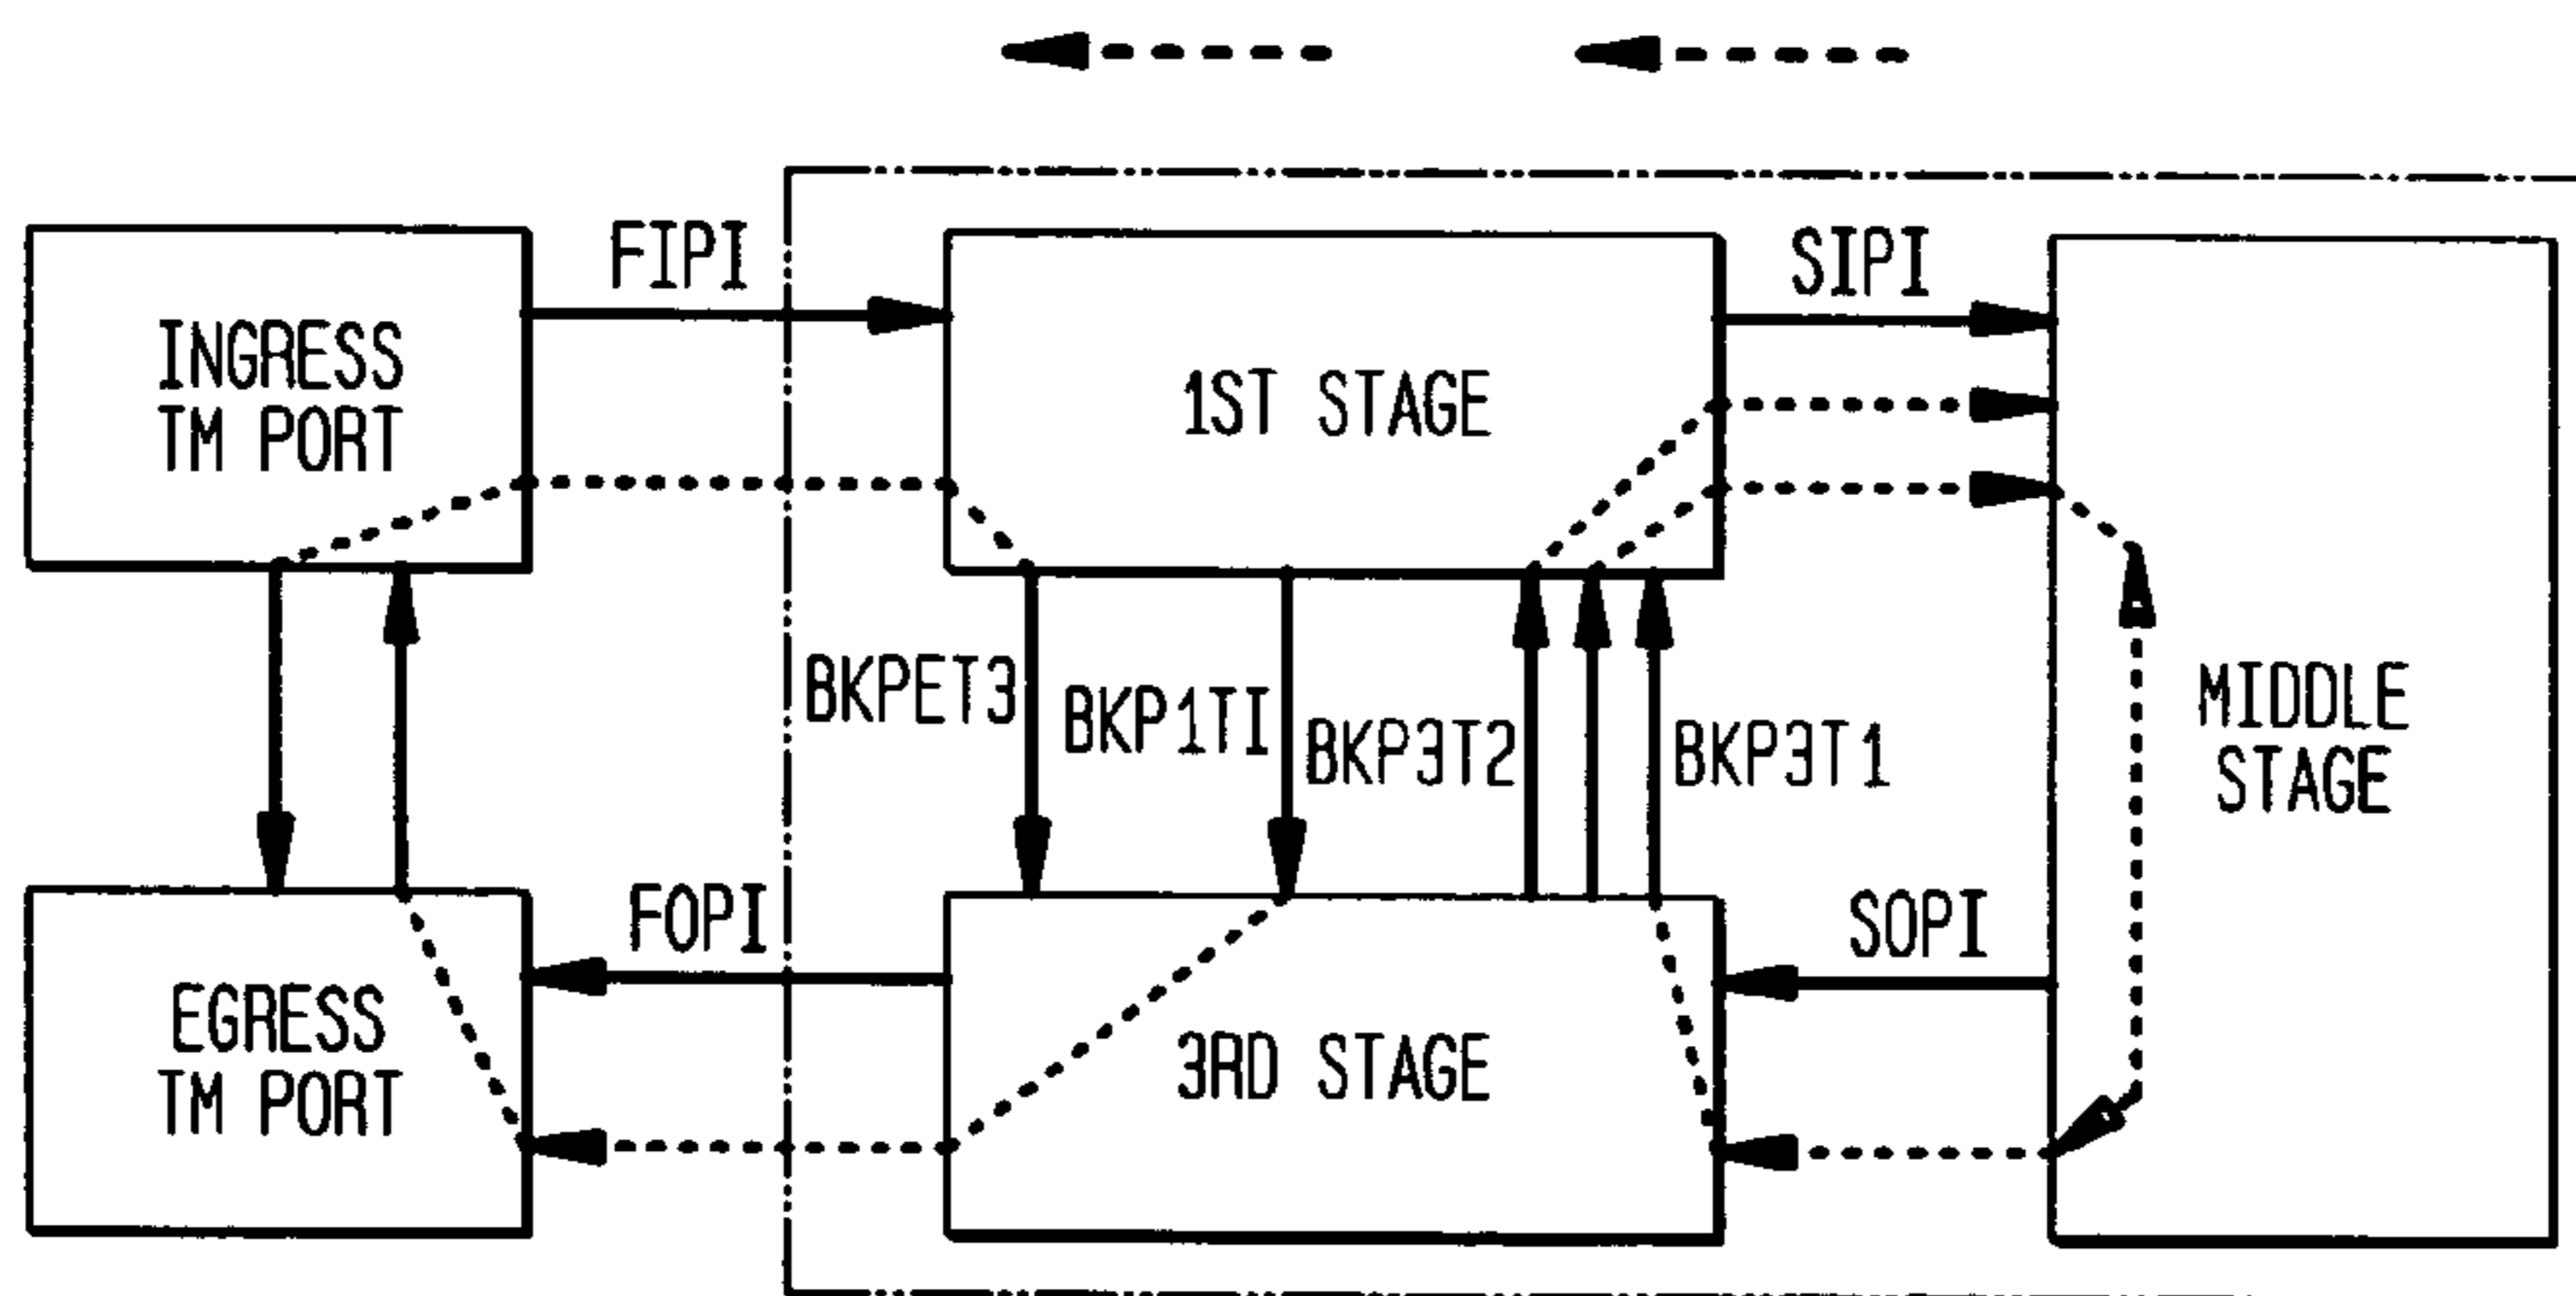 FIPI
SIPI
INGRESS
TM PORT
1ST STAGE
BKPET3
BKP1TI
BKP3T2
BKP3T1
MIDDLE
STAGE
FOPI
SOPI
EGRESS
TM PORT
3RD STAGE